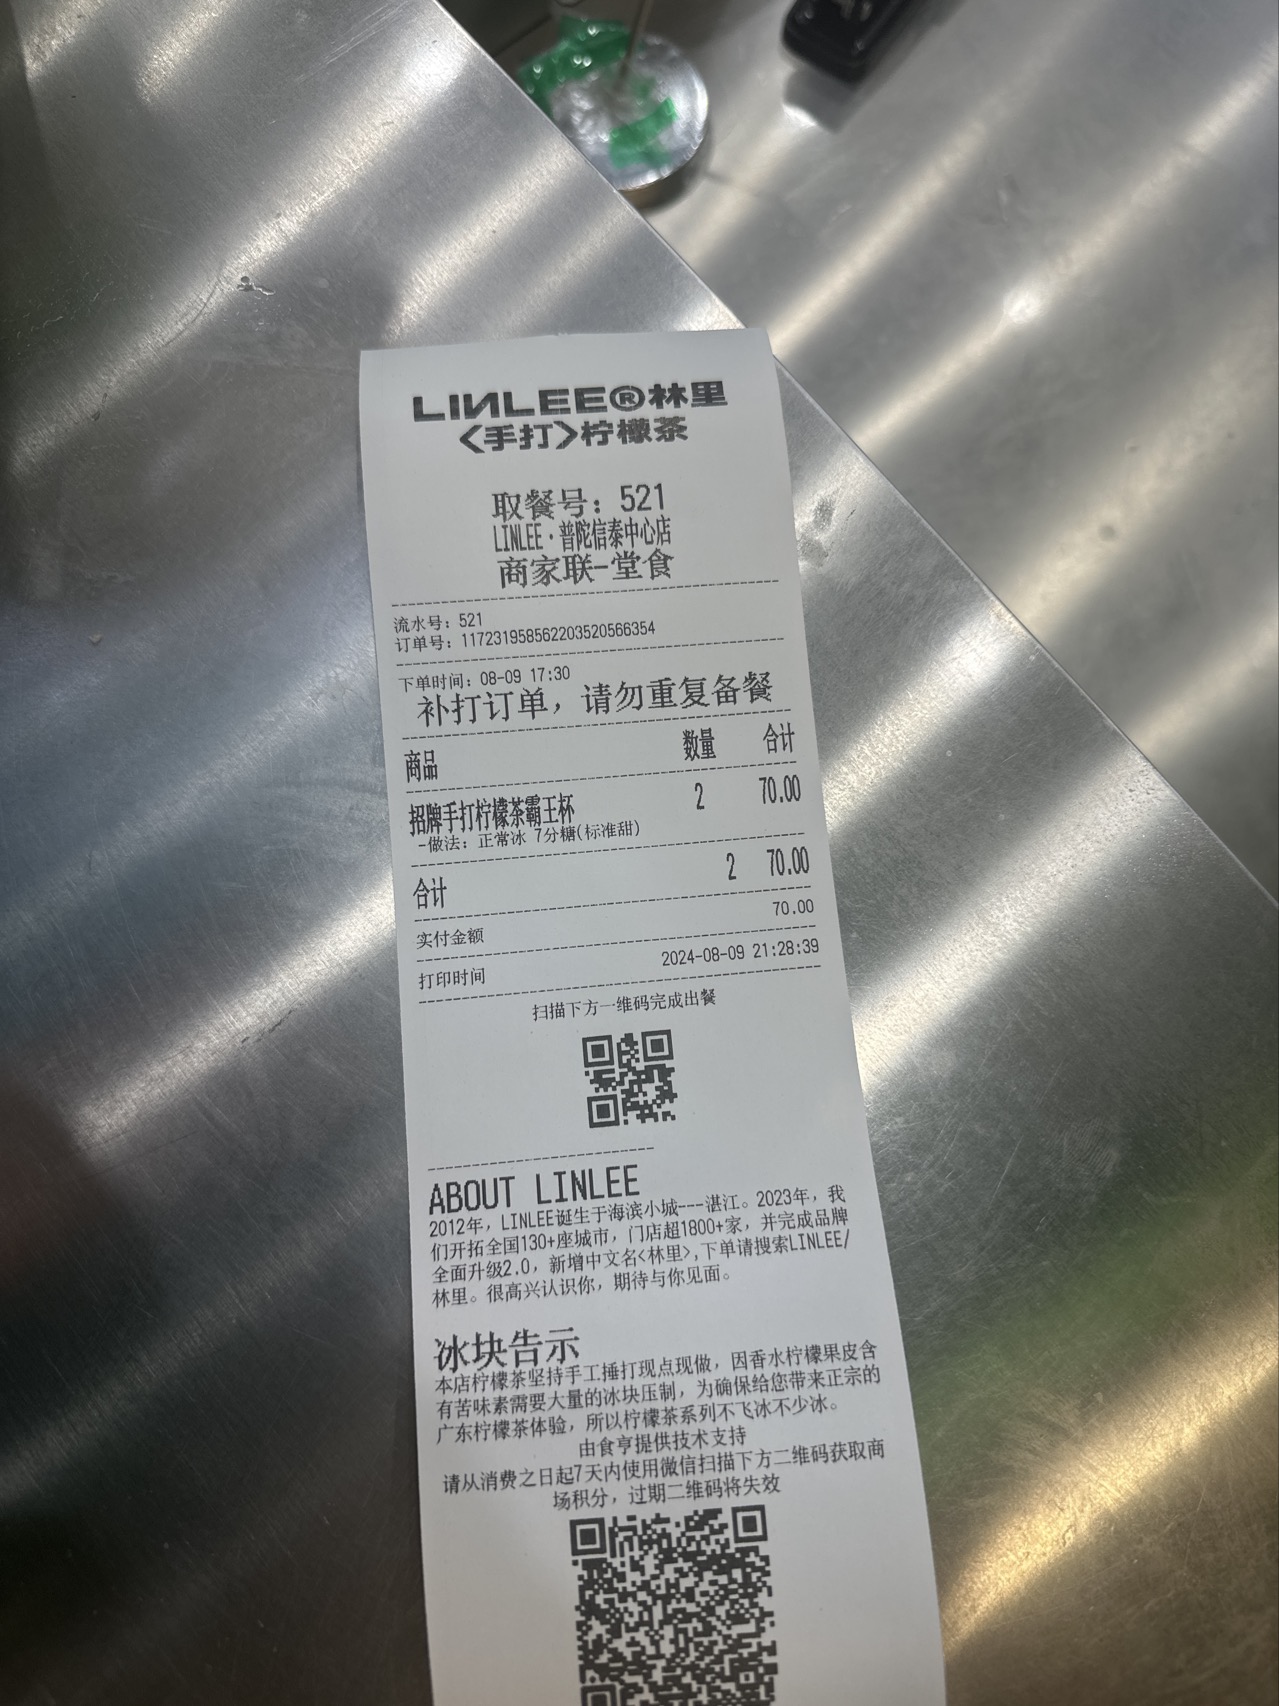 LINLEE®林里
<手打>柠檬茶
取餐号：521
LINLEE·普陀信泰中心店
商家联-堂食
流水号：521
订单号：117231958562203520566354
下单时间：08-09 17:30
补打订单，请勿重复备餐
商品 数量 合计
招牌手打柠檬茶霸王杯 2 70.00
-做法：正常冰 7分糖(标准甜)
合计 2 70.00
实付金额 70.00
打印时间 2024-08-09 21:28:39
扫描下方一维码完成出餐
ABOUT LINLEE
2012年，LINLEE诞生于海滨小城---湛江。2023年，我
们开拓全国130+座城市，门店超1800+家，并完成品牌
全面升级2.0，新增中文名<林里>,下单请搜索LINLEE/
林里。很高兴认识你，期待与你见面。
冰块告示
本店柠檬茶坚持手工捶打现点现做，因香水柠檬果皮含
有苦味素需要大量的冰块压制，为确保给您带来正宗的
广东柠檬茶体验，所以柠檬茶系列不飞冰不少冰。
由食亨提供技术支持
请从消费之日起7天内使用微信扫描下方二维码获取商
场积分，过期二维码将失效